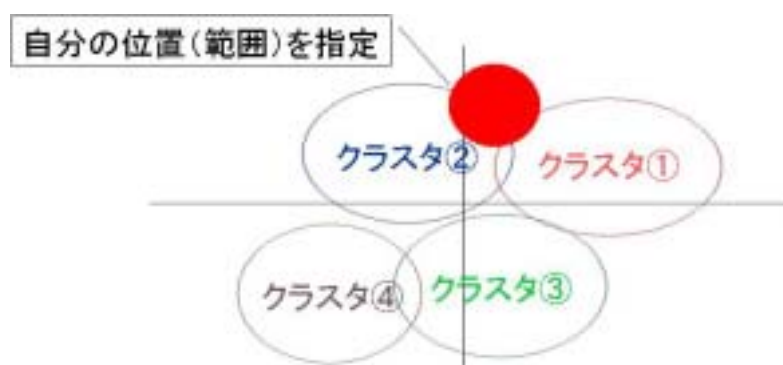 自分の位置(範囲)を指定
クラスタ②
クラスタ①
クラスタ④
クラスタ③